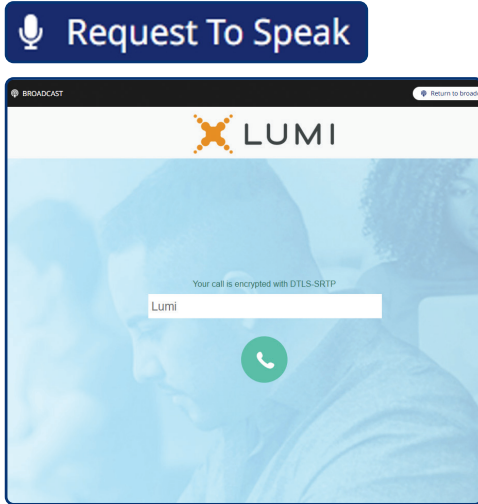 Request To Speak
BROADCAST
Return to broad
LUMI
Your call is encrypted with DTLS-SRTP
Lumi